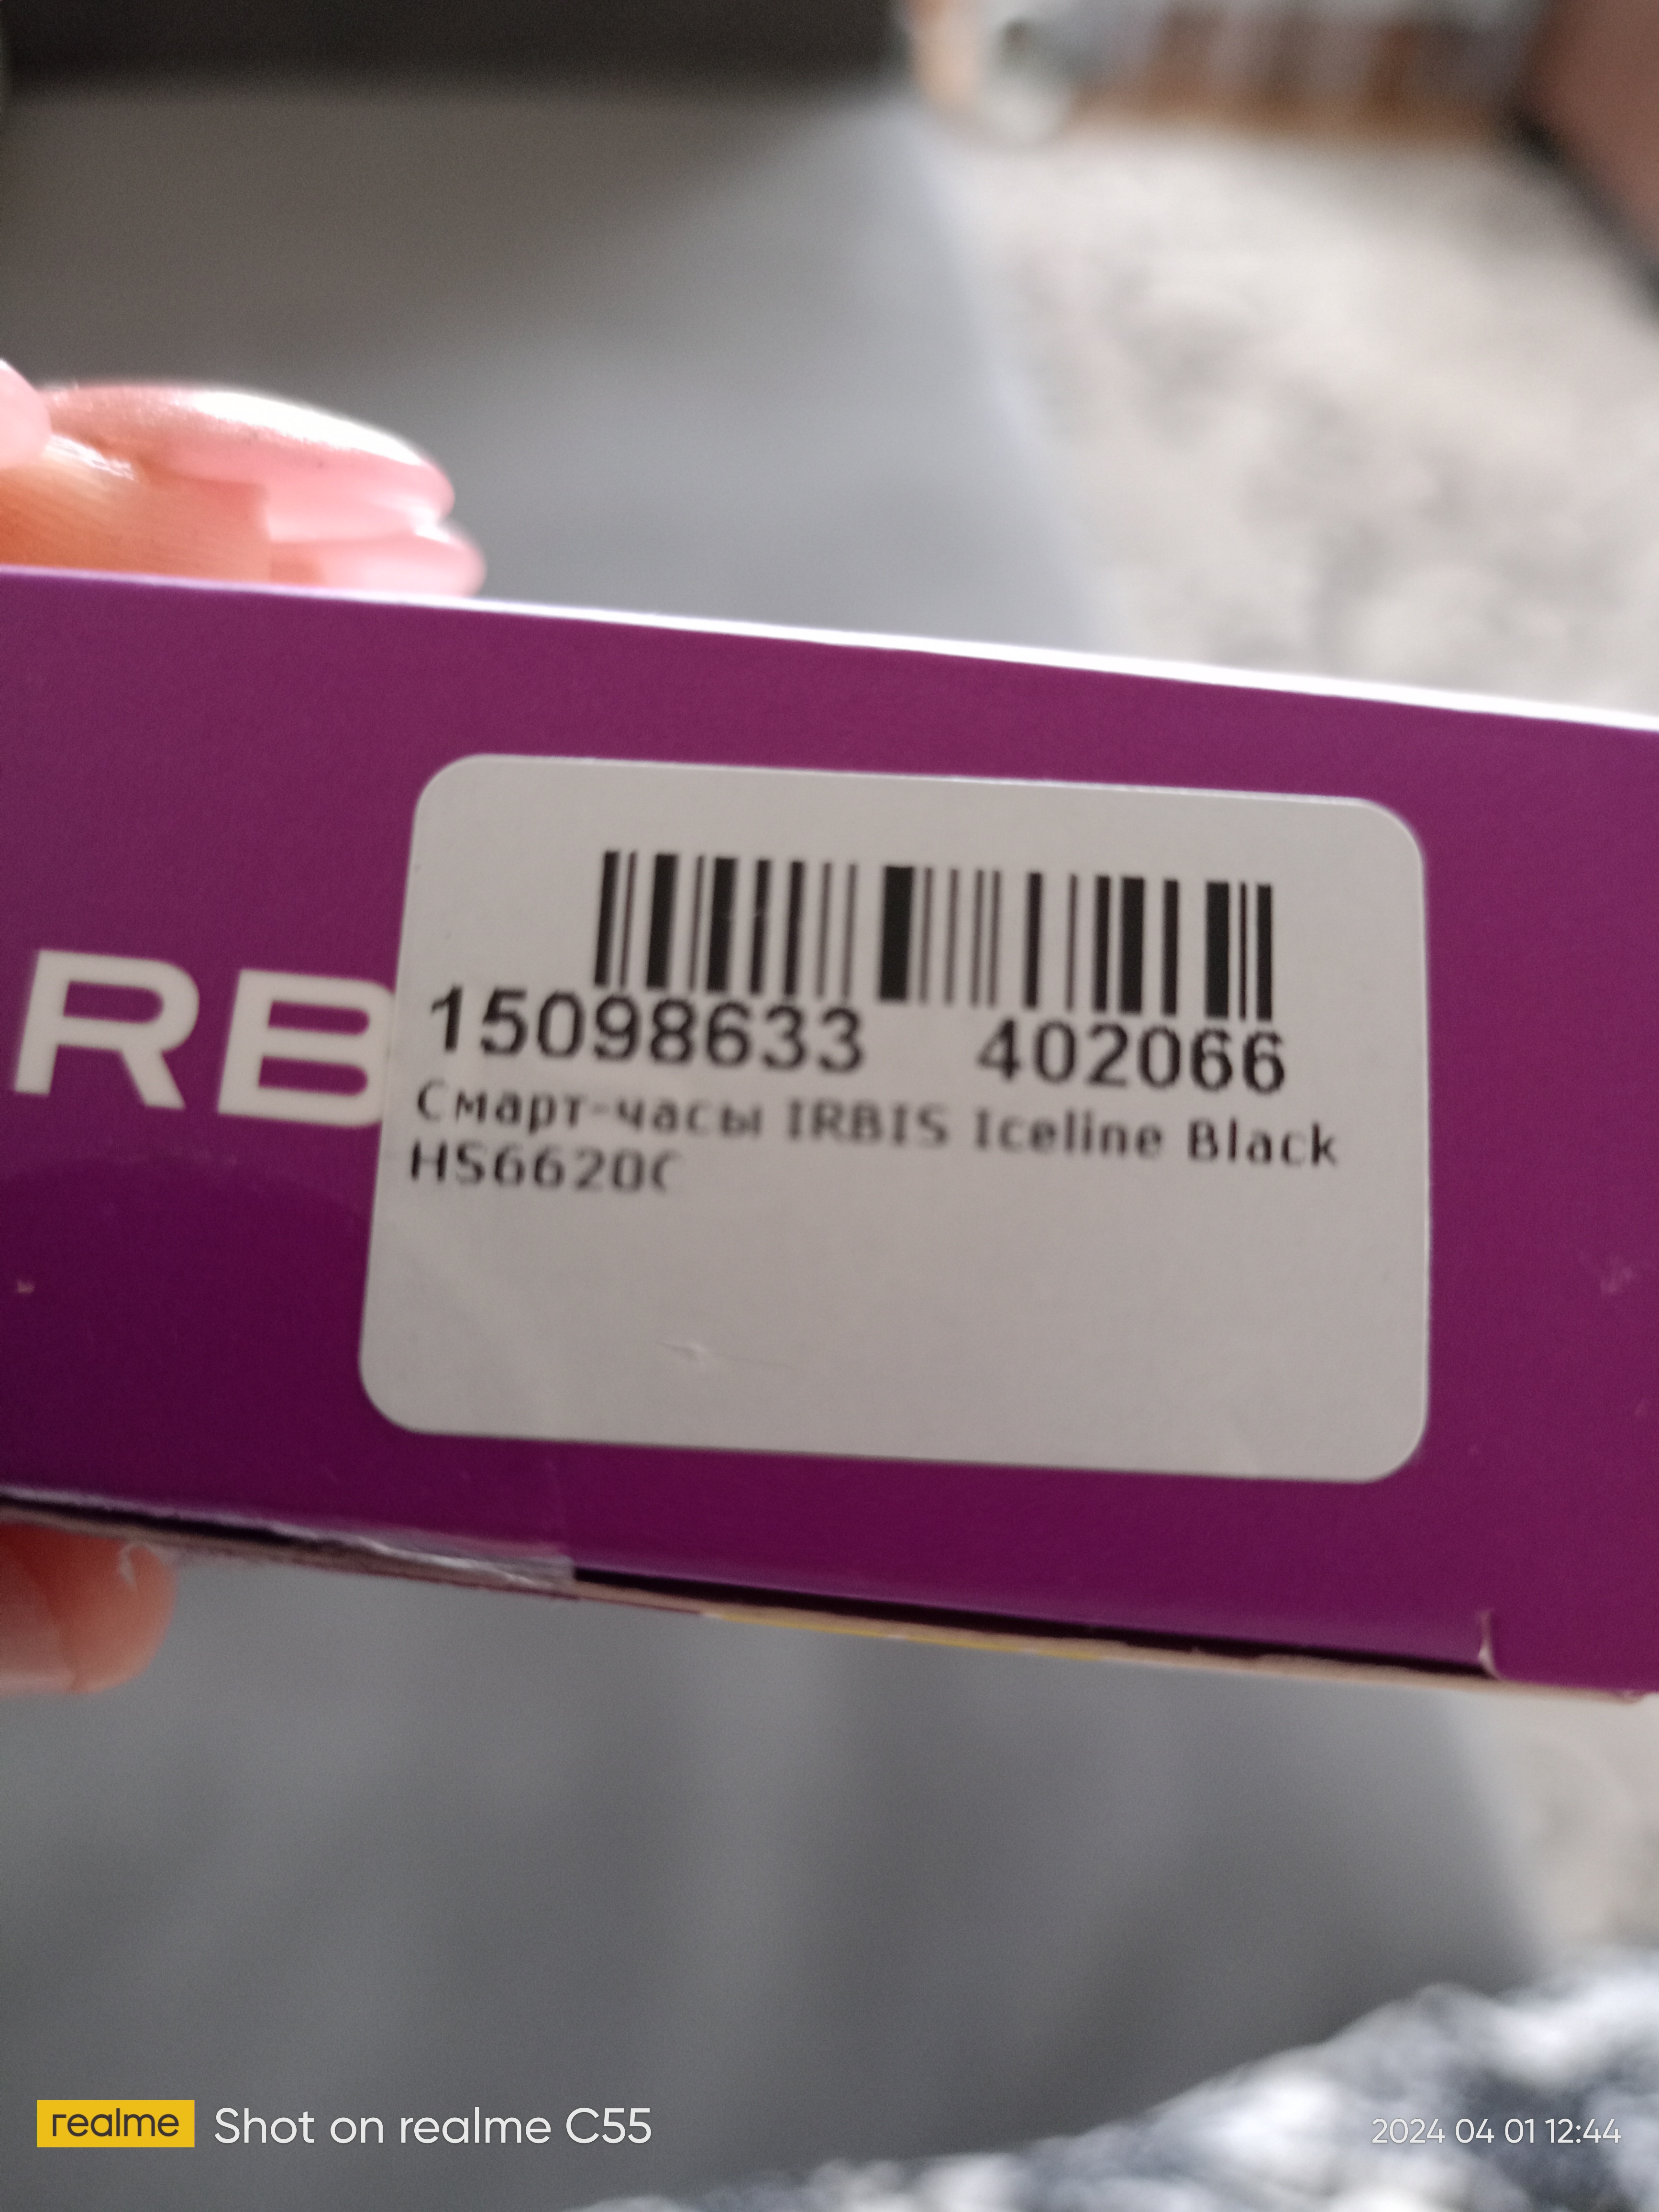 RB
15098633 402066
Смарт-часы IRBIS Iceline Black
HS6620C
realme Shot on realme C55
2024 04 01 12:44